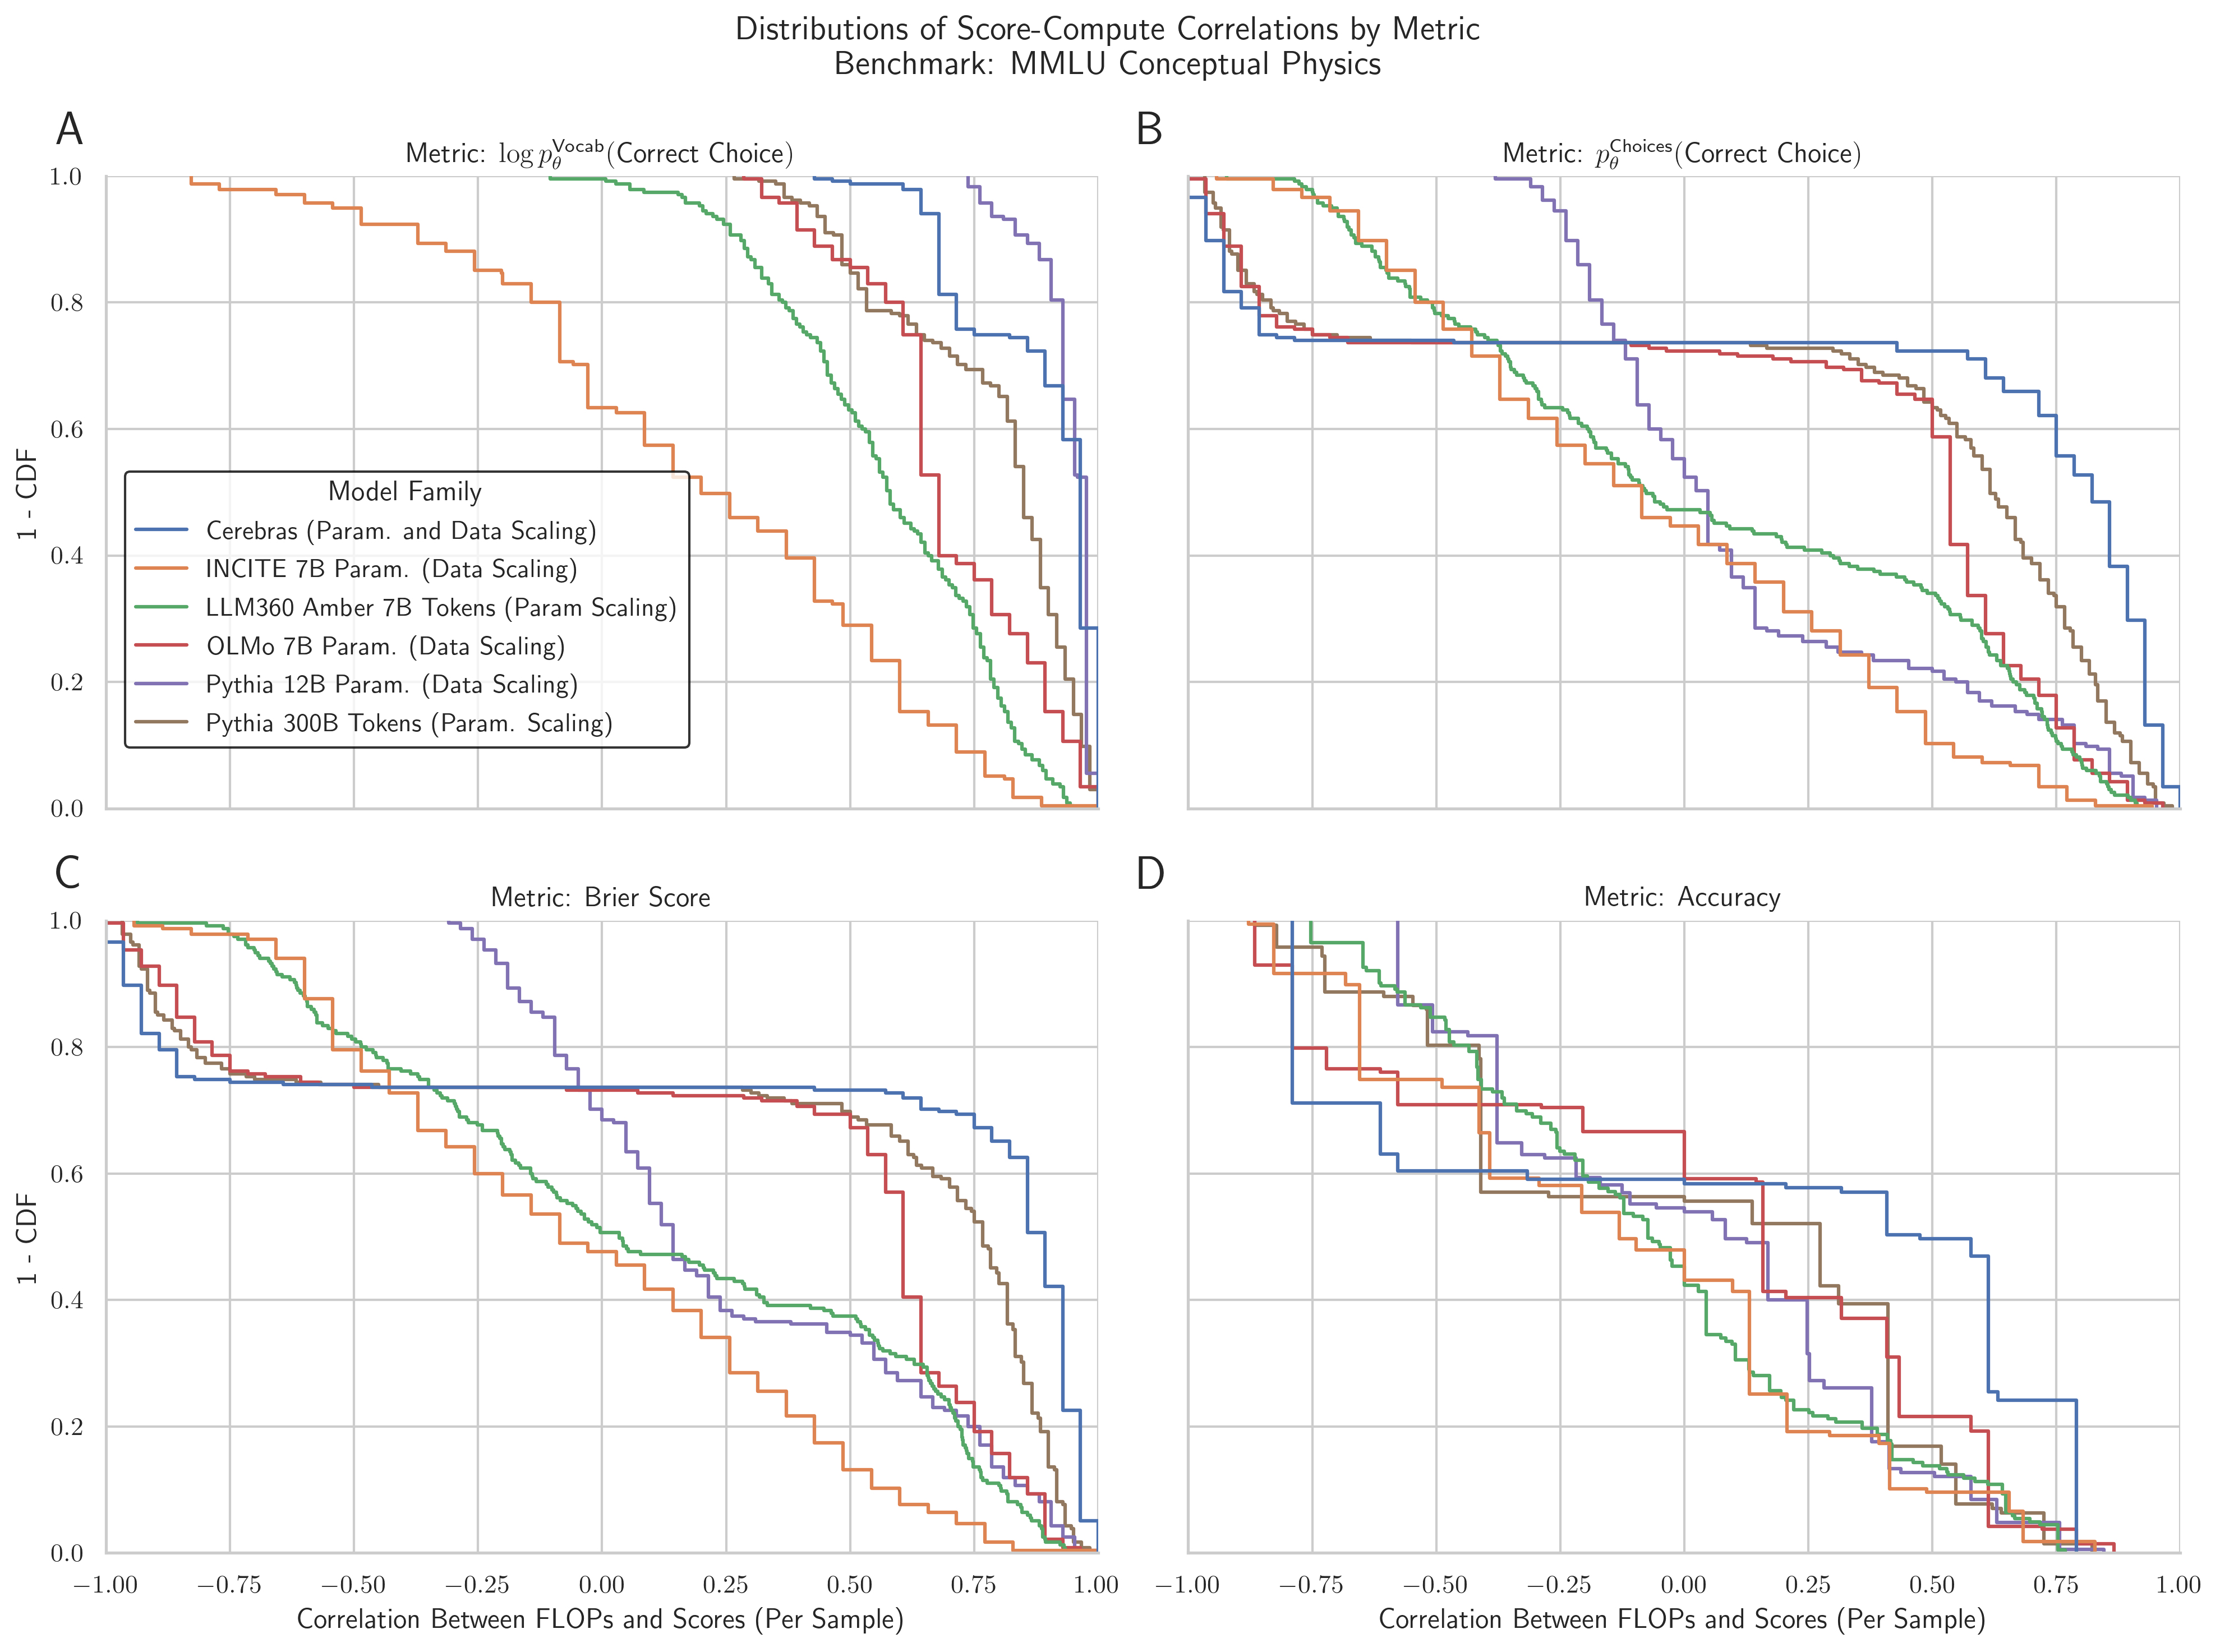 Distributions of Score-Compute Correlations by Metric
Benchmark: MMLU Conceptual Physics
A
Metric: log p_θ^Vocab(Correct Choice)
1 - CDF
1.0
0.8
0.6
0.4
0.2
0.0
Model Family
Cerebras (Param. and Data Scaling)
INCITE 7B Param. (Data Scaling)
LLM360 Amber 7B Tokens (Param Scaling)
OLMo 7B Param. (Data Scaling)
Pythia 12B Param. (Data Scaling)
Pythia 300B Tokens (Param. Scaling)
B
Metric: p_θ^Choices(Correct Choice)
C
Metric: Brier Score
1 - CDF
1.0
0.8
0.6
0.4
0.2
0.0
−1.00 −0.75 −0.50 −0.25 0.00 0.25 0.50 0.75 1.00
Correlation Between FLOPs and Scores (Per Sample)
D
Metric: Accuracy
−1.00 −0.75 −0.50 −0.25 0.00 0.25 0.50 0.75 1.00
Correlation Between FLOPs and Scores (Per Sample)